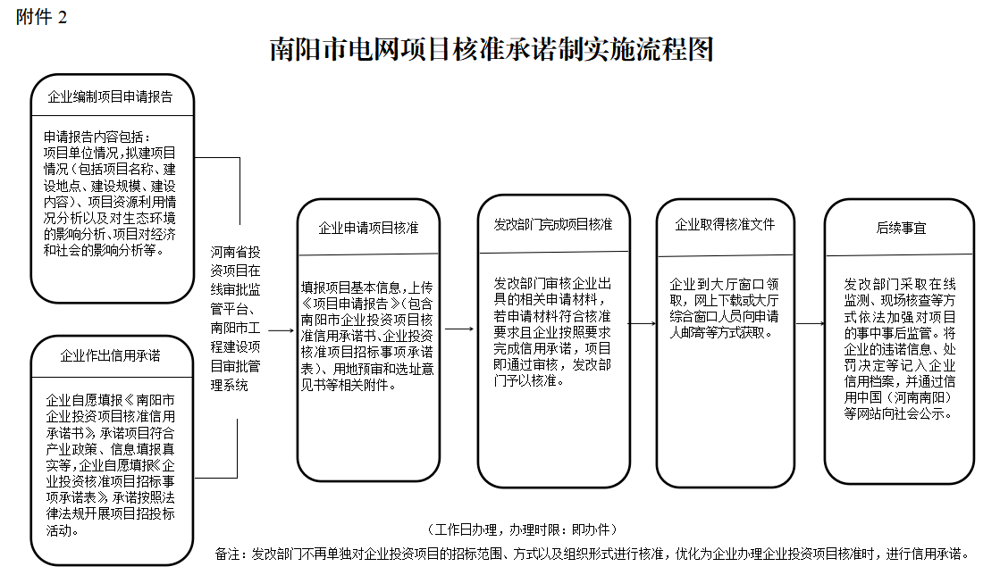 附件 2
南阳市电网项目核准承诺制实施流程图
企业编制项目申请报告
申请报告内容包括：
项目单位情况，拟建项目
情况（包括项目名称、建
设地点、建设规模、建设
内容）、项目资源利用情
况分析以及对生态环境
的影响分析、项目对经济
和社会的影响分析等。
企业作出信用承诺
企业自愿填报《南阳市
企业投资项目核准信用
承诺书》，承诺项目符合
产业政策、信息填报真
实等，企业自愿填报《企
业投资核准项目招标事
项承诺表》，承诺按照法
律法规开展项目招投标
活动。
河南省投
资项目在
线审批监
管平台、
南阳市工
程建设项
目审批管
理系统
企业申请项目核准
填报项目基本信息，上传
《项目申请报告》（包含
南阳市企业投资项目核
准信用承诺书、企业投资
核准项目招标事项承诺
表）、用地预审和选址意
见书等相关附件。
发改部门完成项目核准
发改部门审核企业出
具的相关申请材料，
若申请材料符合核准
要求且企业按照要求
完成信用承诺，项目
即通过审核，发改部
门予以核准。
企业取得核准文件
企业到大厅窗口领
取，网上下载或大厅
综合窗口人员向申请
人邮寄等方式获取。
后续事宜
发改部门采取在线
监测、现场核查等方
式依法加强对项目
的事中事后监管。将
企业的违诺信息、处
罚决定等记入企业
信用档案，并通过信
用中国（河南南阳）
等网站向社会公示。
（工作日办理，办理时限：即办件）
备注：发改部门不再单独对企业投资项目的招标范围、方式以及组织形式进行核准，优化为企业办理企业投资项目核准时，进行信用承诺。